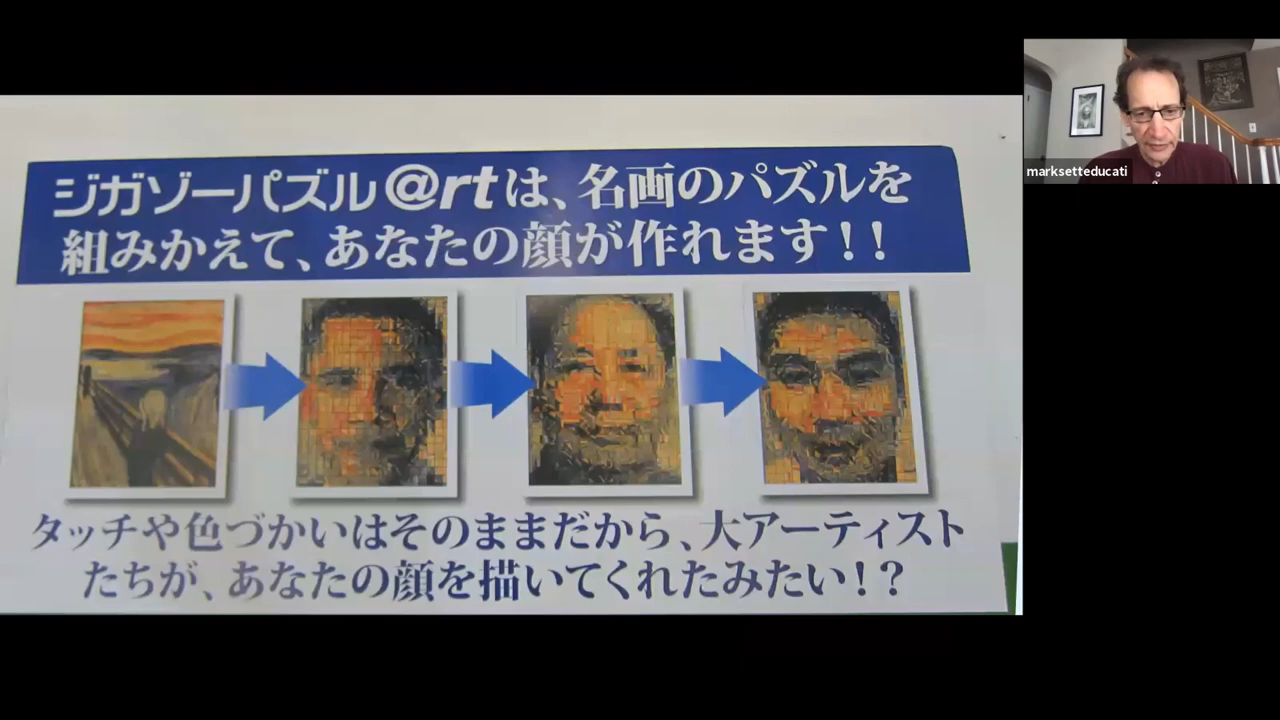 ジガゾーパズル@rtは、名画のパズルを
組みかえて、あなたの顔が作れます!!
タッチや色づかいはそのままだから、大アーティスト
たちが、あなたの顔を描いてくれたみたい!?
marksetteducati